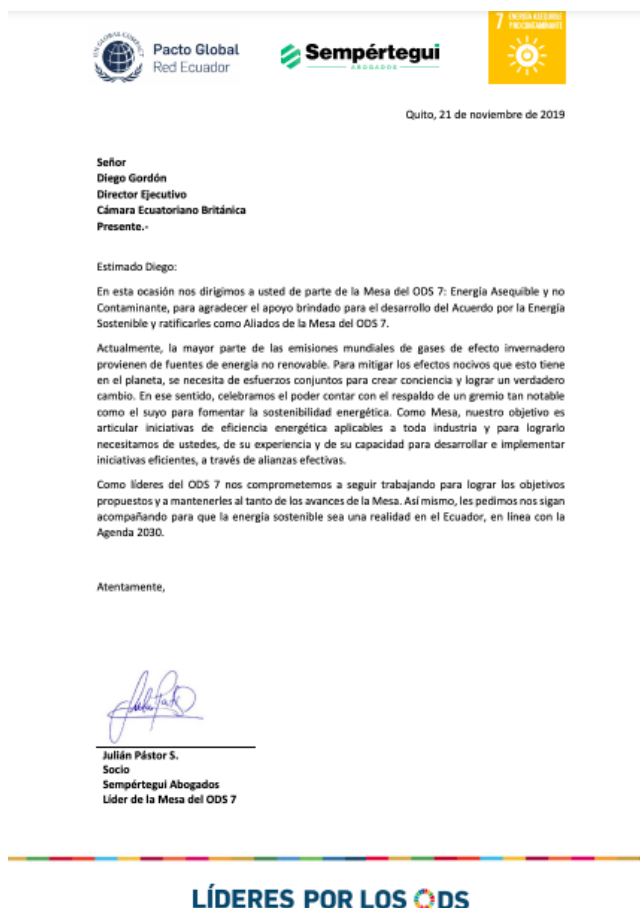 UN GLOBAL COMPACT
Pacto Global
Red Ecuador
Sempértegui
ABOGADOS
7 ENERGÍA ASEQUIBLE
Y NO CONTAMINANTE
Quito, 21 de noviembre de 2019
Señor
Diego Gordón
Director Ejecutivo
Cámara Ecuatoriano Británica
Presente.-
Estimado Diego:
En esta ocasión nos dirigimos a usted de parte de la Mesa del ODS 7: Energía Asequible y no
Contaminante, para agradecer el apoyo brindado para el desarrollo del Acuerdo por la Energía
Sostenible y ratificarles como Aliados de la Mesa del ODS 7.
Actualmente, la mayor parte de las emisiones mundiales de gases de efecto invernadero
provienen de fuentes de energía no renovable. Para mitigar los efectos nocivos que esto tiene
en el planeta, se necesita de esfuerzos conjuntos para crear conciencia y lograr un verdadero
cambio. En ese sentido, celebramos el poder contar con el respaldo de un gremio tan notable
como el suyo para fomentar la sostenibilidad energética. Como Mesa, nuestro objetivo es
articular iniciativas de eficiencia energética aplicables a toda industria y para lograrlo
necesitamos de ustedes, de su experiencia y de su capacidad para desarrollar e implementar
iniciativas eficientes, a través de alianzas efectivas.
Como líderes del ODS 7 nos comprometemos a seguir trabajando para lograr los objetivos
propuestos y a mantenerles al tanto de los avances de la Mesa. Así mismo, les pedimos nos sigan
acompañando para que la energía sostenible sea una realidad en el Ecuador, en línea con la
Agenda 2030.
Atentamente,
Julián Pástor S.
Socio
Sempértegui Abogados
Líder de la Mesa del ODS 7
LÍDERES POR LOS ODS